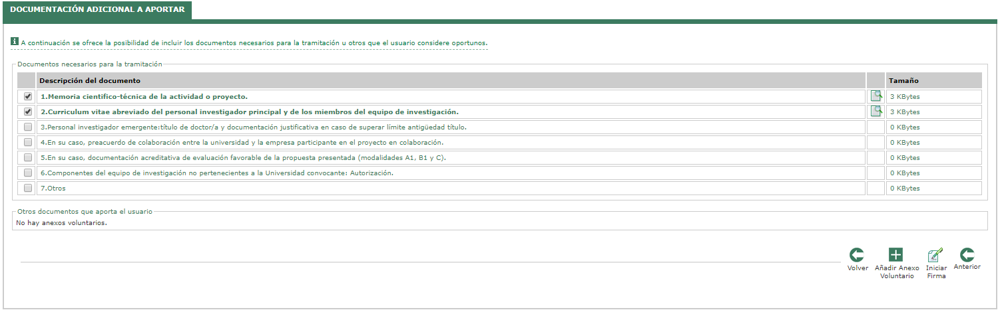 DOCUMENTACIÓN ADICIONAL A APORTAR
i A continuación se ofrece la posibilidad de incluir los documentos necesarios para la tramitación u otros que el usuario considere oportunos.
Documentos necesarios para la tramitación
Descripción del documento Tamaño
1.Memoria cientifico-técnica de la actividad o proyecto. 3 KBytes
2.Curriculum vitae abreviado del personal investigador principal y de los miembros del equipo de investigación. 3 KBytes
3.Personal investigador emergente:título de doctor/a y documentación justificativa en caso de superar límite antigüedad título. 0 KBytes
4.En su caso, preacuerdo de colaboración entre la universidad y la empresa participante en el proyecto en colaboración. 0 KBytes
5.En su caso, documentación acreditativa de evaluación favorable de la propuesta presentada (modalidades A1, B1 y C). 0 KBytes
6.Componentes del equipo de investigación no pertenecientes a la Universidad convocante: Autorización. 0 KBytes
7.Otros 0 KBytes
Otros documentos que aporta el usuario
No hay anexos voluntarios.
Volver
Añadir Anexo
Voluntario
Iniciar
Firma
Anterior